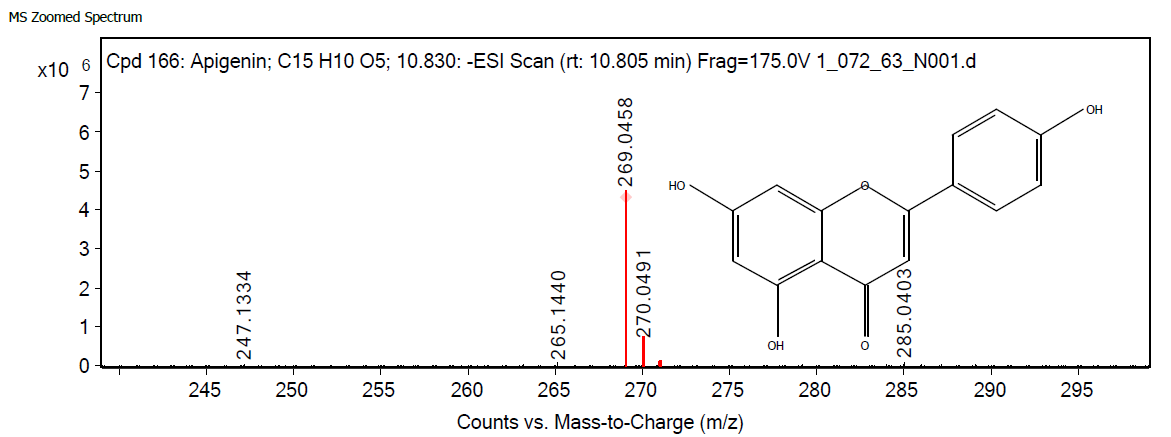 MS Zoomed Spectrum
x10 6
Cpd 166: Apigenin; C15 H10 O5; 10.830: -ESI Scan (rt: 10.805 min) Frag=175.0V 1_072_63_N001.d
7
6
5
4
3
2
1
0
247.1334
265.1440
269.0458
270.0491
285.0403
OH
HO
O
OH
O
245 250 255 260 265 270 275 280 285 290 295
Counts vs. Mass-to-Charge (m/z)